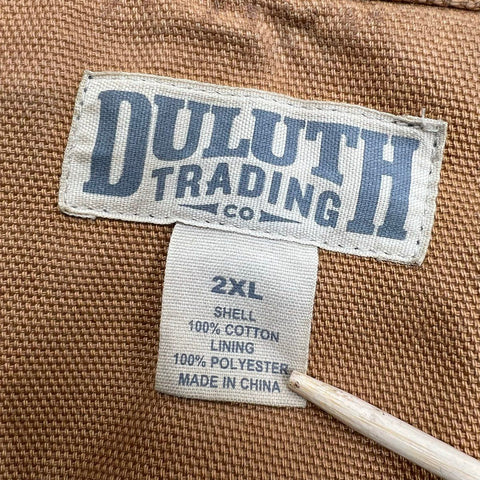 DULUTH
TRADING
CO
2XL
SHELL
100% COTTON
LINING
100% POLYESTER
MADE IN CHINA